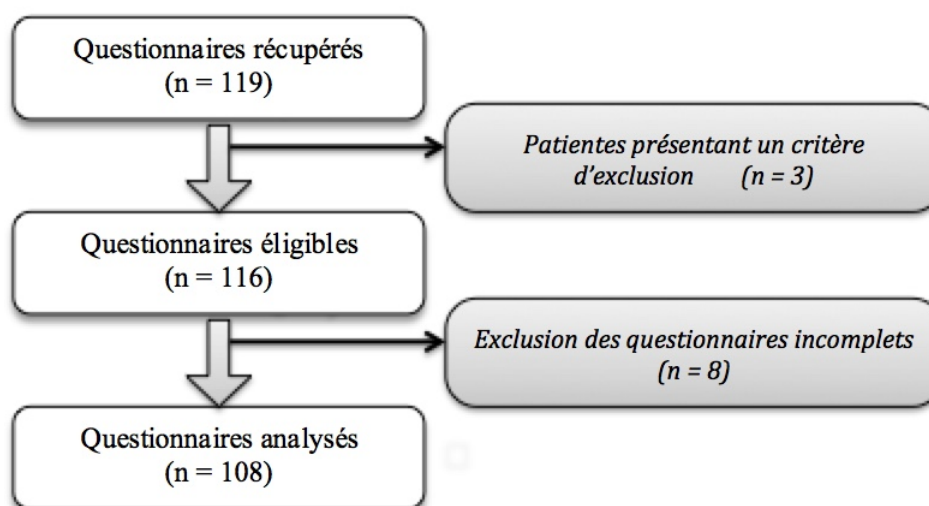 Questionnaires récupérés
(n = 119)
Patientes présentant un critère
d'exclusion (n = 3)
Questionnaires éligibles
(n = 116)
Exclusion des questionnaires incomplets
(n = 8)
Questionnaires analysés
(n = 108)